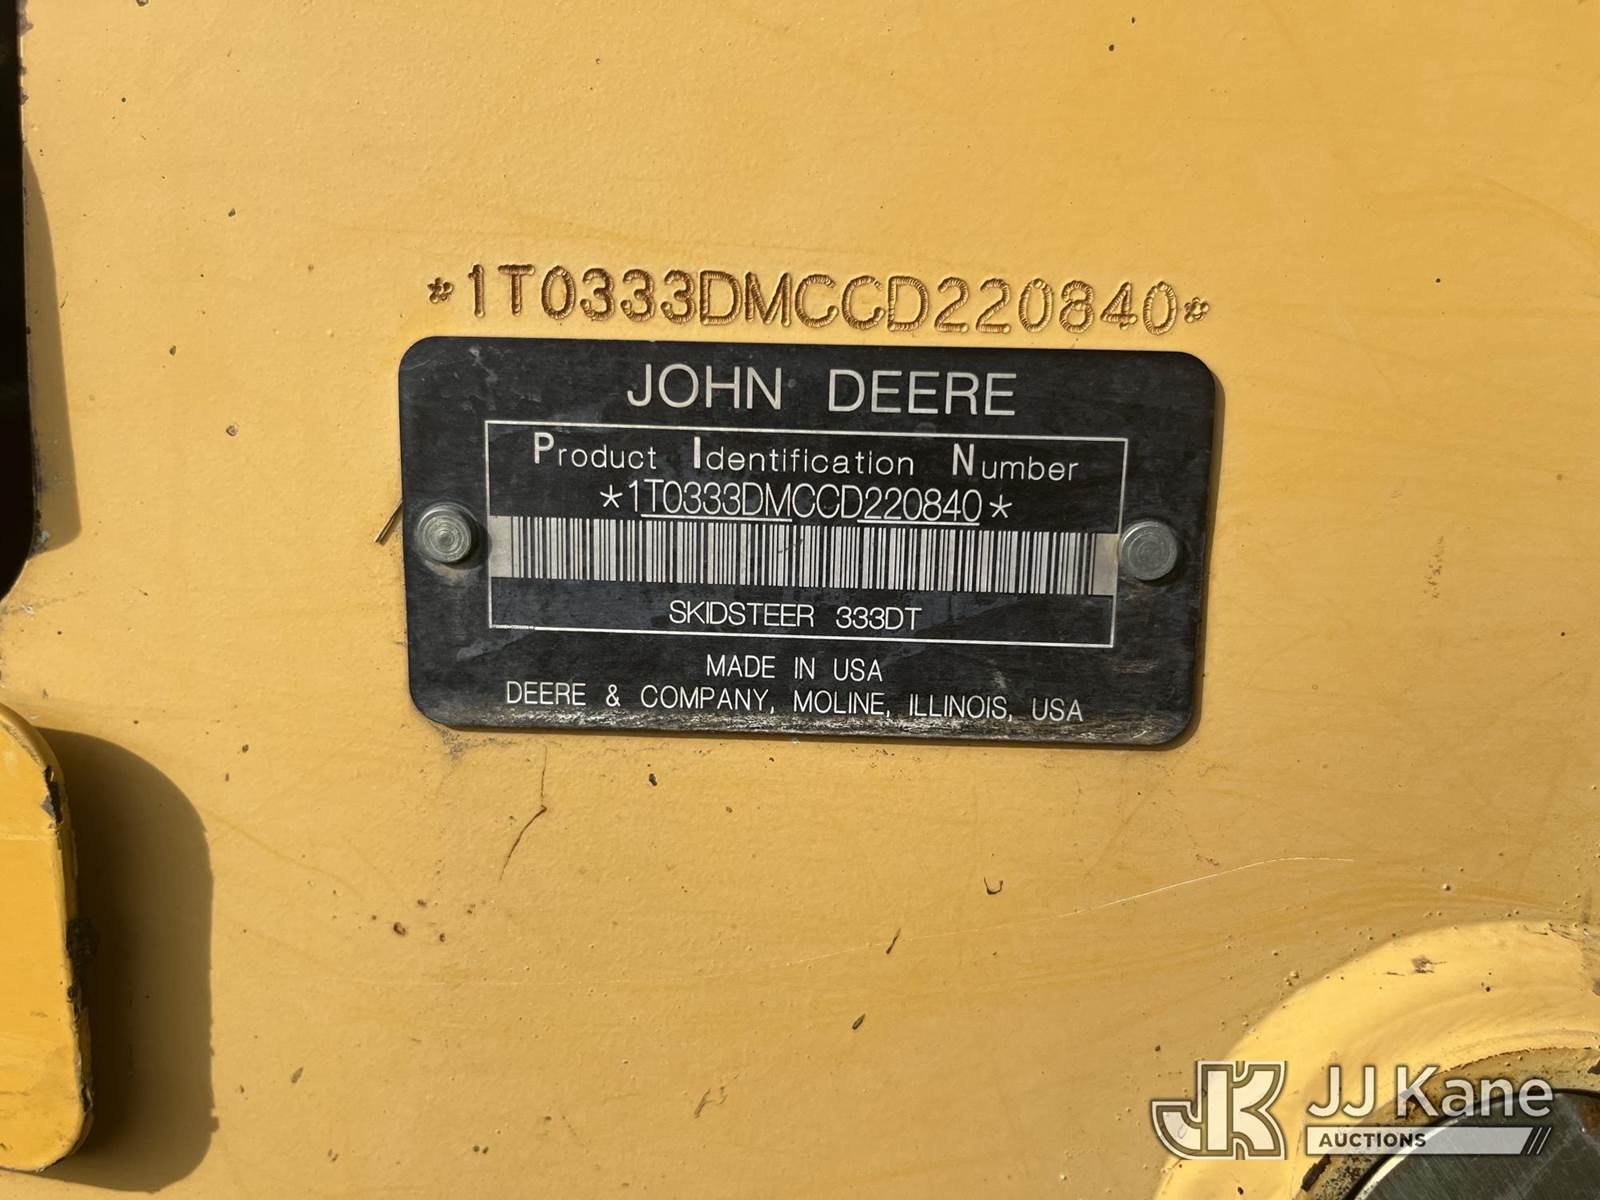 *1T0333DMCCD220840*
JOHN DEERE
Product Identification Number
*1T0333DMCCD220840*
SKIDSTEER 333DT
MADE IN USA
DEERE & COMPANY, MOLINE, ILLINOIS, USA
JK JJ Kane
AUCTIONS